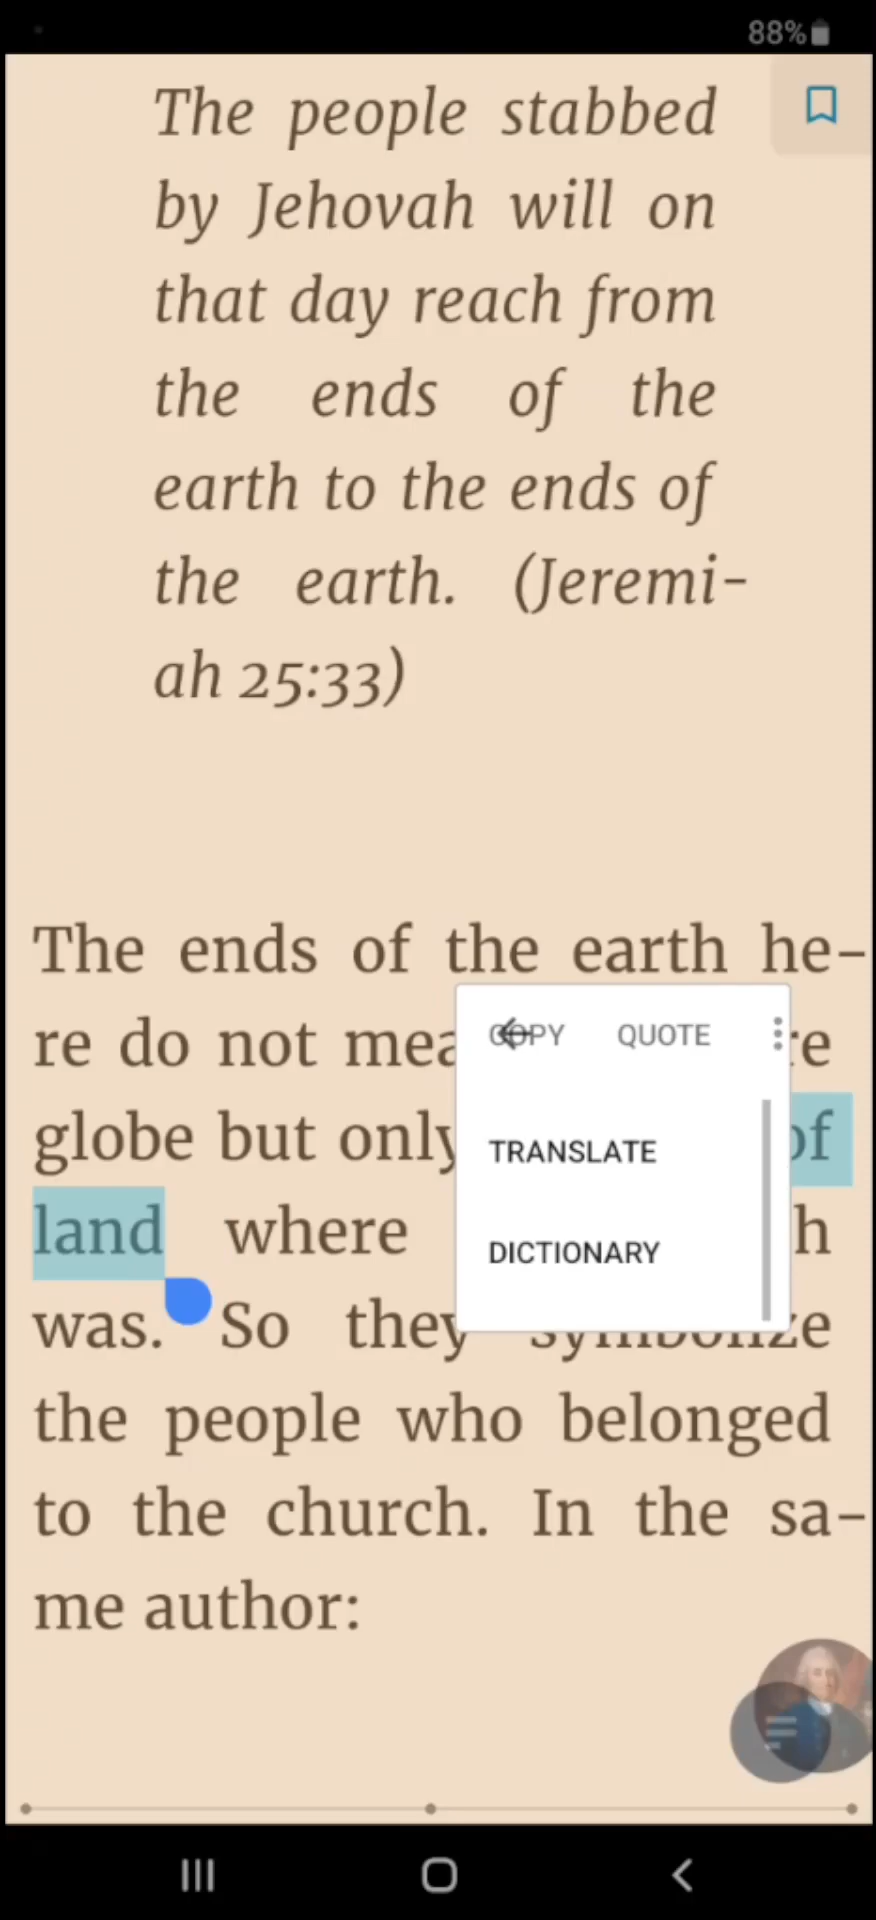 88%
The people stabbed
by Jehovah will on
that day reach from
the ends of the
earth to the ends of
the earth. (Jeremi-
ah 25:33)
The ends of the earth he-
re do not re
globe but only of
land where h
was. So they symbolize
the people who belonged
to the church. In the sa-
me author:
COPY QUOTE
TRANSLATE
DICTIONARY